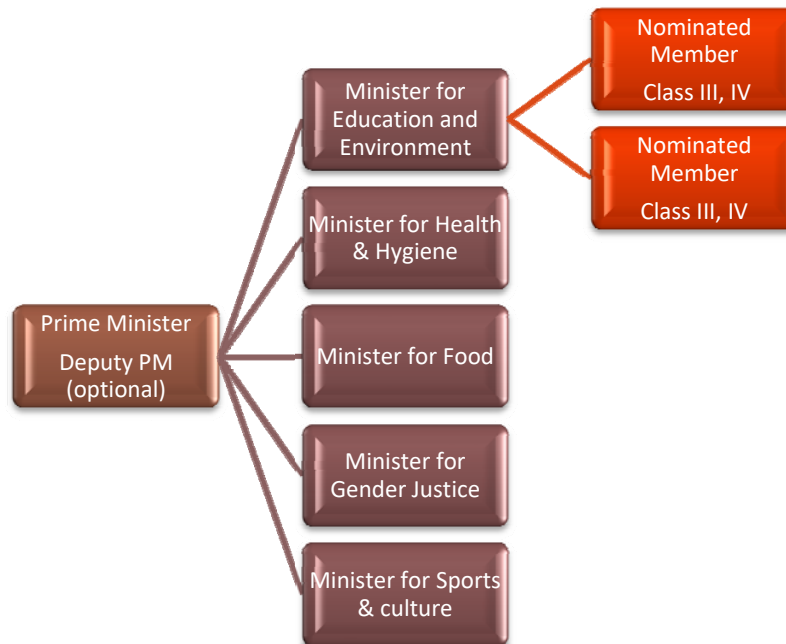 Prime Minister
Deputy PM
(optional)
Minister for
Education and
Environment
Minister for Health
& Hygiene
Minister for Food
Minister for
Gender Justice
Minister for Sports
& culture
Nominated
Member
Class III, IV
Nominated
Member
Class III, IV